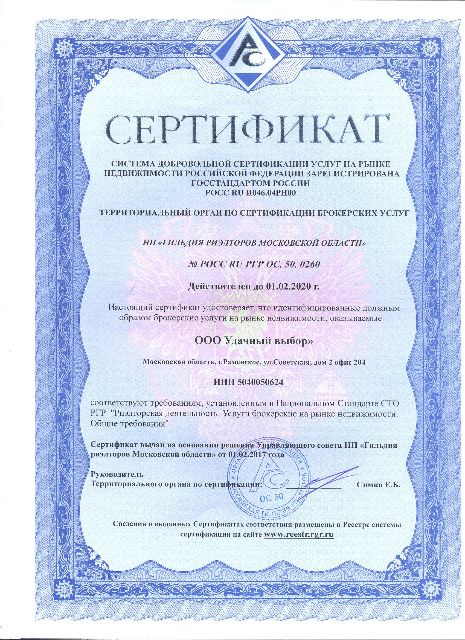 СЕРТИФИКАТ
СИСТЕМА ДОБРОВОЛЬНОЙ СЕРТИФИКАЦИИ УСЛУГ НА РЫНКЕ
НЕДВИЖИМОСТИ РОССИЙСКОЙ ФЕДЕРАЦИИ ЗАРЕГИСТРИРОВАНА
ГОССТАНДАРТОМ РОССИИ
РОСС RU И046.04РН00
ТЕРРИТОРИАЛЬНЫЙ ОРГАН ПО СЕРТИФИКАЦИИ БРОКЕРСКИХ УСЛУГ
НП «ГИЛЬДИЯ РИЭЛТОРОВ МОСКОВСКОЙ ОБЛАСТИ»
№ РОСС RU РГР ОС, 50, 0260
Действителен до 01.02.2020 г.
Настоящий сертификат удостоверяет, что идентифицированные должным
образом брокерские услуги на рынке недвижимости, оказываемые
ООО Удачный выбор»
Московская область, г.Раменское, ул.Советская, дом 2 офис 204
ИНН 5040050624
соответствуют требованиям, установленным в Национальном Стандарте СТО
РГР "Риэлторская деятельность. Услуги брокерские на рынке недвижимости.
Общие требования"
Сертификат выдан на основании решения Управляющего совета НП «Гильдия
риэлторов Московской области» от 01.02.2017 года
Руководитель
Территориального органа по сертификации:
Симко Е.Б.
ОС 50
Сведения о выданных Сертификатах соответствия размещены в Реестре системы
сертификации на сайте www.reestr.rgr.ru